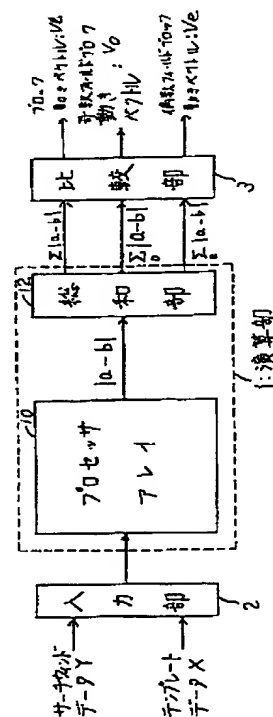 サーチウィンド
データY
テンプレート
データX
入力部
2
プロセッサ
アレイ
10
|a-b|
総和部
12
1:演算部
Σ|a-b|
Σ|a-b|
o
Σ|a-b|
e
比較部
3
ブロック
動きベクトル:Va
奇数フィールドブロック
動き
ベクトル:Vo
偶数フィールドブロック
動きベクトル:Ve